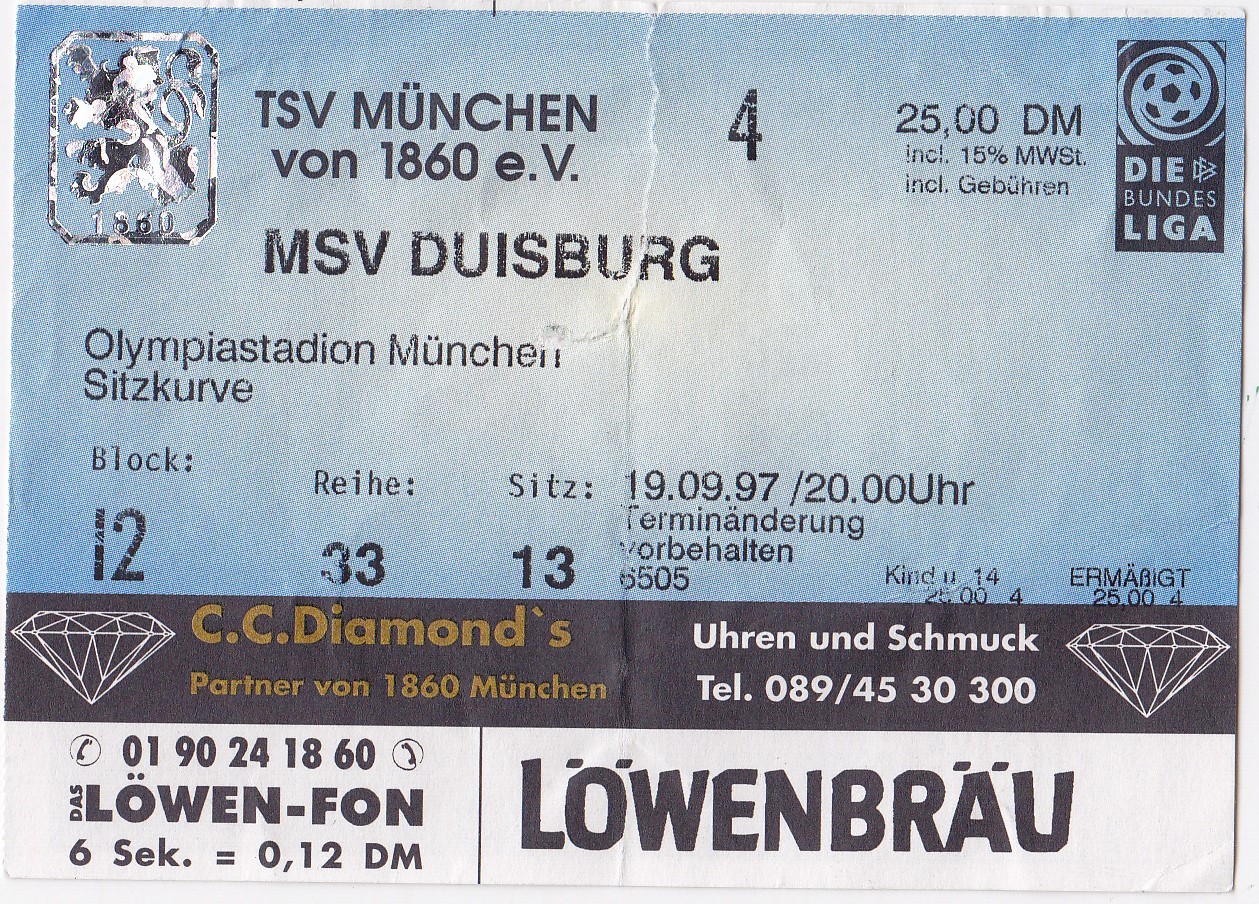 TSV MÜNCHEN
von 1860 e.V.
4
25,00 DM
incl. 15% MWSt.
incl. Gebühren
DIE
BUNDES
LIGA
1860
MSV DUISBURG
Olympiastadion München
Sitzkurve
Block:
Reihe:
Sitz:
12
33
13
19.09.97 /20.00Uhr
Terminänderung
vorbehalten
6505
Kind u 14
25,00 4
ERMÄßIGT
25,00 4
C.C.Diamond`s
Partner von 1860 München
Uhren und Schmuck
Tel. 089/45 30 300
01 90 24 18 60
DAS LÖWEN-FON
6 Sek. = 0,12 DM
LÖWENBRÄU